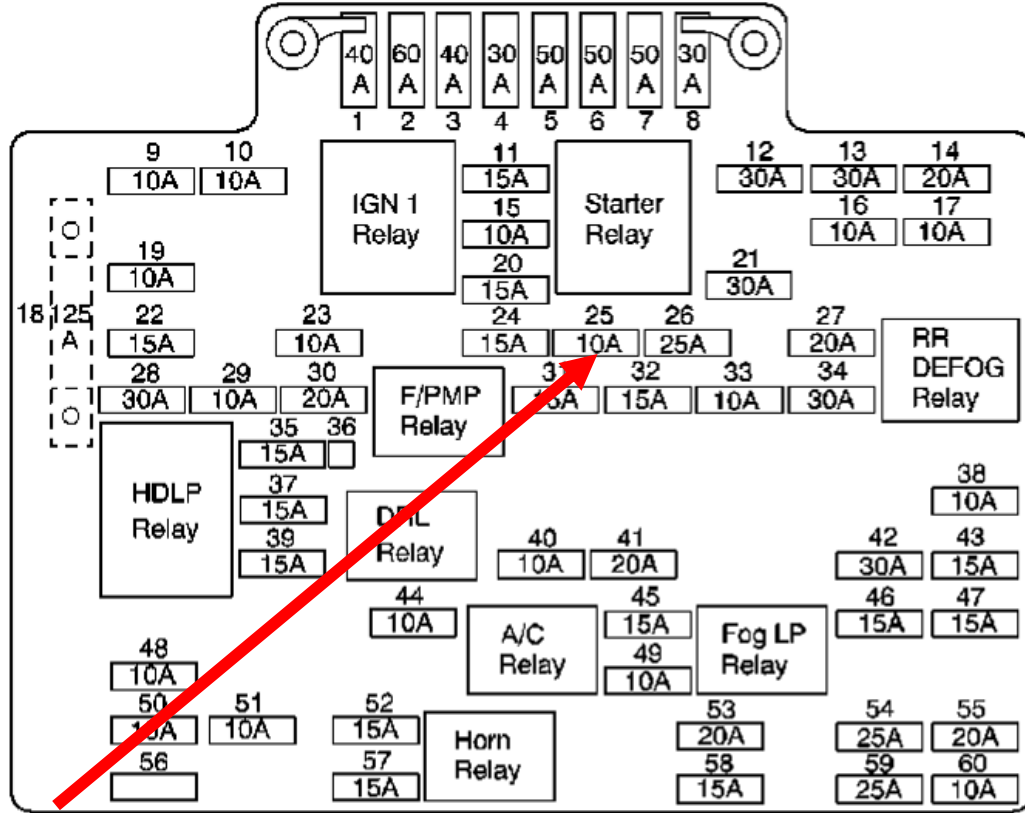 40 60 40 30 50 50 50 30
A A A A A A A A
1 2 3 4 5 6 7 8
9 10 11 12 13 14
10A 10A 15A 30A 30A 20A
IGN 1
Relay
15
10A
Starter
Relay
16 17
10A 10A
19
10A
20
15A
21
30A
18 125
A
22 23 24 25 26 27
15A 10A 15A 10A 25A 20A
RR
DEFOG
Relay
28 29 30
30A 10A 20A
F/PMP
Relay
31 32 33 34
15A 15A 10A 30A
35 36
15A
HDLP
Relay
37
15A
39
15A
DRL
Relay
38
10A
40 41 42 43
10A 20A 30A 15A
44
10A
A/C
Relay
45
15A
Fog LP
Relay
46 47
15A 15A
48
10A
49
10A
50 51 52
10A 10A 15A
Horn
Relay
53 54 55
20A 25A 20A
56 57 58 59 60
15A 15A 25A 10A